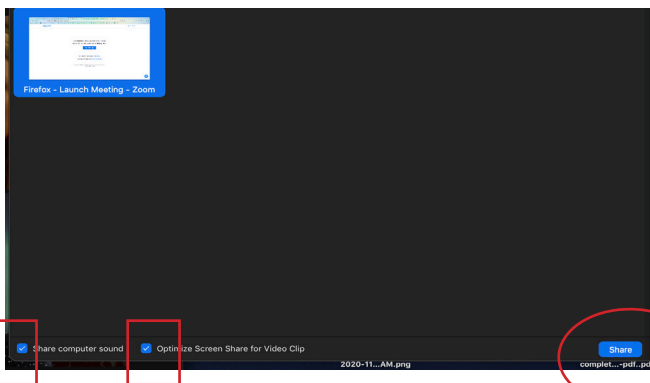 Firefox - Launch Meeting - Zoom
Share computer sound
Optimize Screen Share for Video Clip
Share
2020-11...AM.png
complet...-pdf..pd